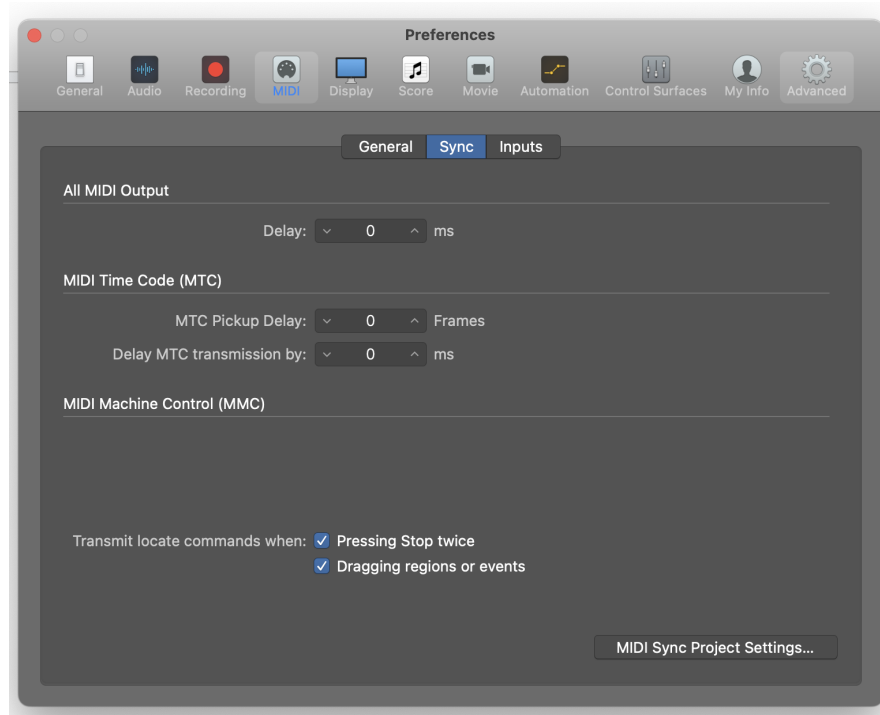 Preferences
General Audio Recording MIDI Display Score Movie Automation Control Surfaces My Info Advanced
General Sync Inputs
All MIDI Output
Delay: 0 ms
MIDI Time Code (MTC)
MTC Pickup Delay: 0 Frames
Delay MTC transmission by: 0 ms
MIDI Machine Control (MMC)
Transmit locate commands when: Pressing Stop twice
Dragging regions or events
MIDI Sync Project Settings...